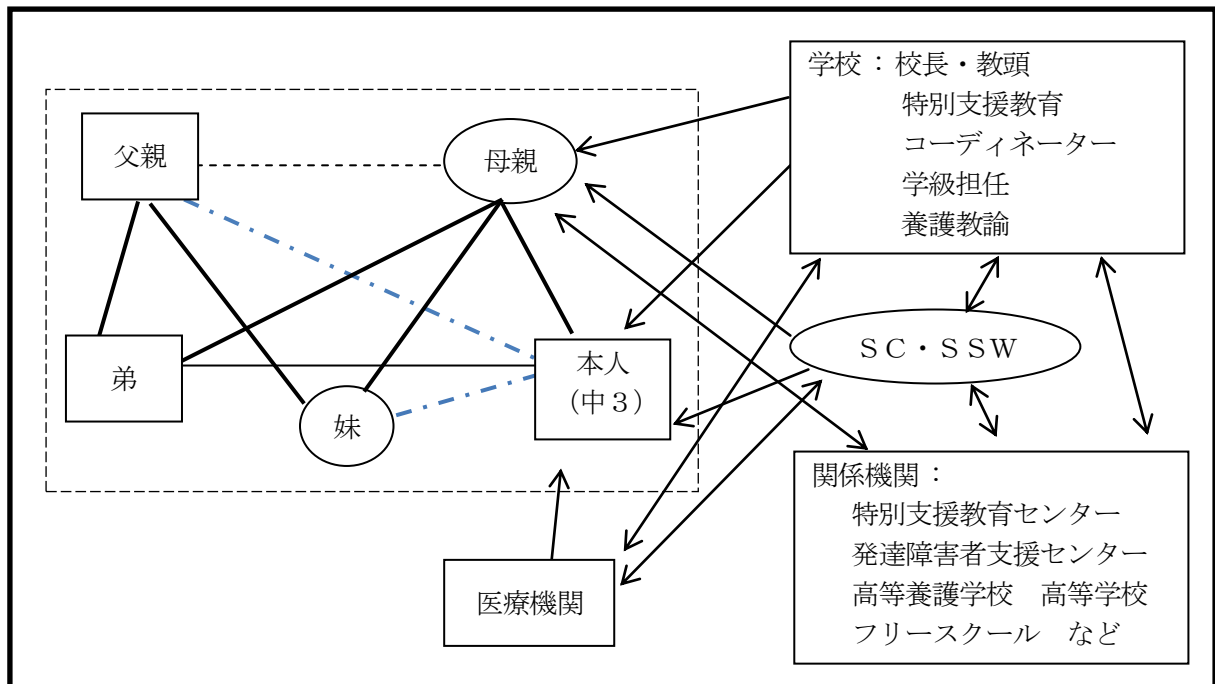 学校：校長・教頭
特別支援教育
コーディネーター
学級担任
養護教諭
父親
母親
ＳＣ・ＳＳＷ
弟
妹
本人
（中３）
関係機関：
特別支援教育センター
発達障害者支援センター
高等養護学校　高等学校
フリースクール　など
医療機関